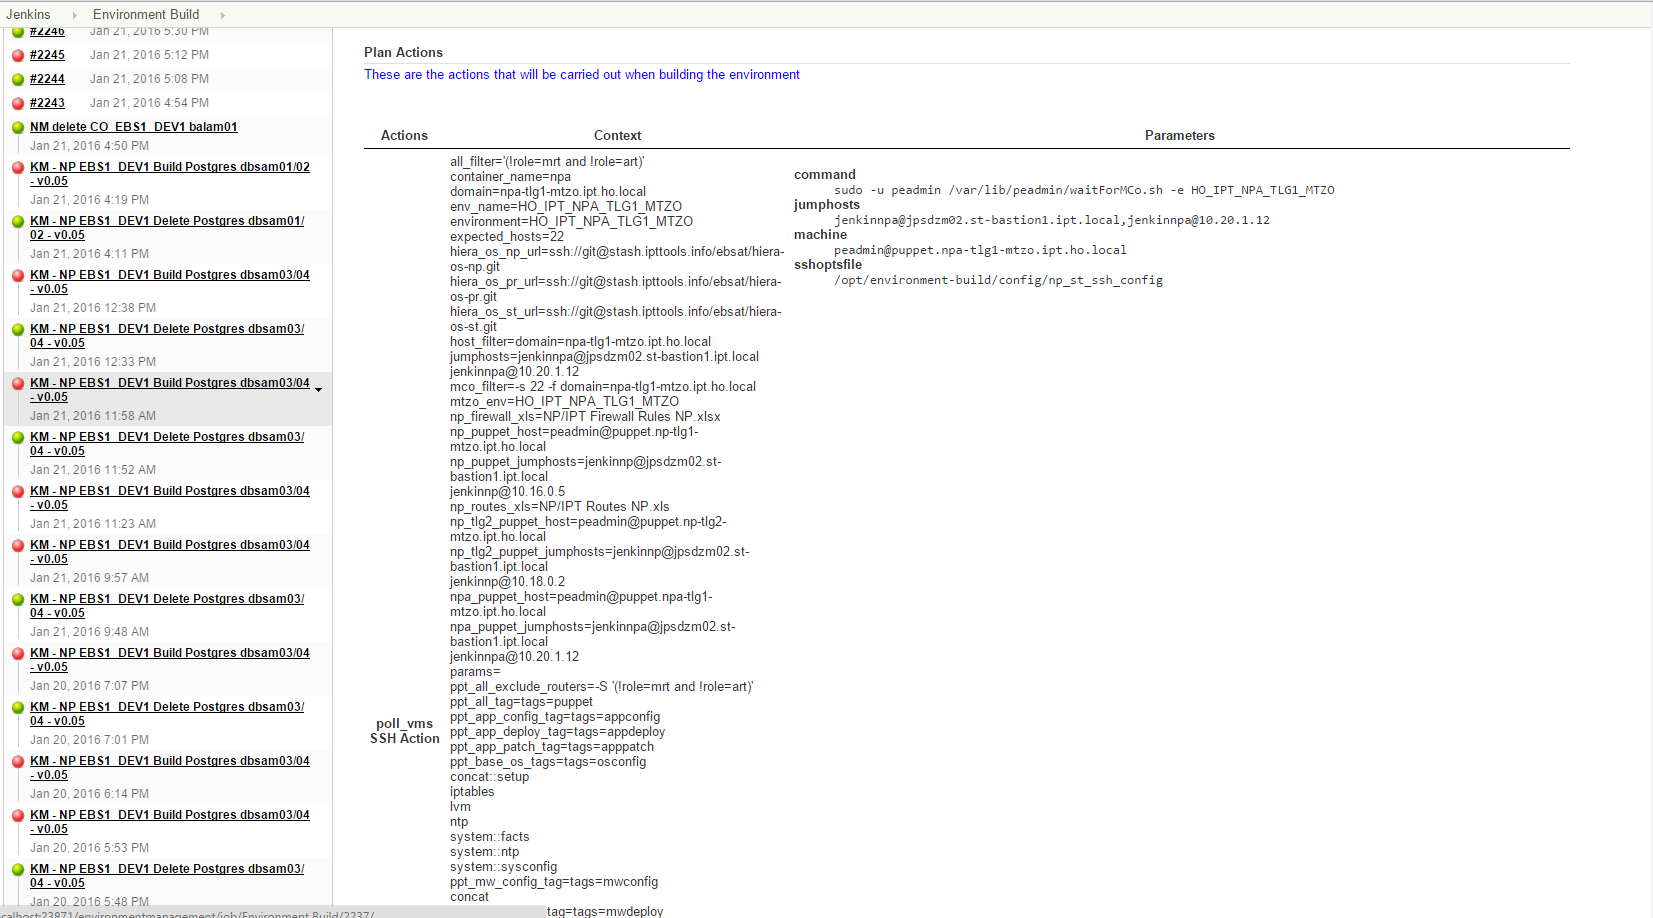 Jenkins Environment Build
#2246 Jan 21, 2016 5:30 PM
#2245 Jan 21, 2016 5:12 PM
#2244 Jan 21, 2016 5:08 PM
#2243 Jan 21, 2016 4:54 PM
NM delete CO_EBS1_DEV1 balam01
Jan 21, 2016 4:50 PM
KM - NP EBS1_DEV1 Build Postgres dbsam01/02
- v0.05
Jan 21, 2016 4:19 PM
KM - NP EBS1_DEV1 Delete Postgres dbsam01/
02 - v0.05
Jan 21, 2016 4:11 PM
KM - NP EBS1_DEV1 Build Postgres dbsam03/04
- v0.05
Jan 21, 2016 12:38 PM
KM - NP EBS1_DEV1 Delete Postgres dbsam03/
04 - v0.05
Jan 21, 2016 12:33 PM
KM - NP EBS1_DEV1 Build Postgres dbsam03/04
- v0.05
Jan 21, 2016 11:58 AM
KM - NP EBS1_DEV1 Delete Postgres dbsam03/
04 - v0.05
Jan 21, 2016 11:52 AM
KM - NP EBS1_DEV1 Build Postgres dbsam03/04
- v0.05
Jan 21, 2016 11:23 AM
KM - NP EBS1_DEV1 Build Postgres dbsam03/04
- v0.05
Jan 21, 2016 9:57 AM
KM - NP EBS1_DEV1 Delete Postgres dbsam03/
04 - v0.05
Jan 21, 2016 9:48 AM
KM - NP EBS1_DEV1 Build Postgres dbsam03/04
- v0.05
Jan 20, 2016 7:07 PM
KM - NP EBS1_DEV1 Delete Postgres dbsam03/
04 - v0.05
Jan 20, 2016 7:01 PM
KM - NP EBS1_DEV1 Build Postgres dbsam03/04
- v0.05
Jan 20, 2016 6:14 PM
KM - NP EBS1_DEV1 Build Postgres dbsam03/04
- v0.05
Jan 20, 2016 5:53 PM
KM - NP EBS1_DEV1 Delete Postgres dbsam03/
04 - v0.05
Jan 20, 2016 5:48 PM
calhost:23871/environmentmanagement/job/Environment Build/2237/
Plan Actions
These are the actions that will be carried out when building the environment
Actions Context Parameters
poll_vms
SSH Action
all_filter='(!role=mrt and !role=art)'
container_name=npa
domain=npa-tlg1-mtzo.ipt.ho.local
env_name=HO_IPT_NPA_TLG1_MTZO
environment=HO_IPT_NPA_TLG1_MTZO
expected_hosts=22
hiera_os_np_url=ssh://git@stash.ipttools.info/ebsat/hiera-
os-np.git
hiera_os_pr_url=ssh://git@stash.ipttools.info/ebsat/hiera-
os-pr.git
hiera_os_st_url=ssh://git@stash.ipttools.info/ebsat/hiera-
os-st.git
host_filter=domain=npa-tlg1-mtzo.ipt.ho.local
jumphosts=jenkinnpa@jpsdzm02.st-bastion1.ipt.local
jenkinnpa@10.20.1.12
mco_filter=-s 22 -f domain=npa-tlg1-mtzo.ipt.ho.local
mtzo_env=HO_IPT_NPA_TLG1_MTZO
np_firewall_xls=NP/IPT Firewall Rules NP.xlsx
np_puppet_host=peadmin@puppet.np-tlg1-
mtzo.ipt.ho.local
np_puppet_jumphosts=jenkinnp@jpsdzm02.st-
bastion1.ipt.local
jenkinnp@10.16.0.5
np_routes_xls=NP/IPT Routes NP.xls
np_tlg2_puppet_host=peadmin@puppet.np-tlg2-
mtzo.ipt.ho.local
np_tlg2_puppet_jumphosts=jenkinnp@jpsdzm02.st-
bastion1.ipt.local
jenkinnp@10.18.0.2
npa_puppet_host=peadmin@puppet.npa-tlg1-
mtzo.ipt.ho.local
npa_puppet_jumphosts=jenkinnpa@jpsdzm02.st-
bastion1.ipt.local
jenkinnpa@10.20.1.12
params=
ppt_all_exclude_routers=-S '(!role=mrt and !role=art)'
ppt_all_tag=tags=puppet
ppt_app_config_tag=tags=appconfig
ppt_app_deploy_tag=tags=appdeploy
ppt_app_patch_tag=tags=apppatch
ppt_base_os_tags=tags=osconfig
concat::setup
iptables
lvm
ntp
system::facts
system::ntp
system::sysconfig
ppt_mw_config_tag=tags=mwconfig
concat
tag=tags=mwdeploy
command
sudo -u peadmin /var/lib/peadmin/waitForMCo.sh -e HO_IPT_NPA_TLG1_MTZO
jumphosts
jenkinnpa@jpsdzm02.st-bastion1.ipt.local,jenkinnpa@10.20.1.12
machine
peadmin@puppet.npa-tlg1-mtzo.ipt.ho.local
sshoptsfile
/opt/environment-build/config/np_st_ssh_config